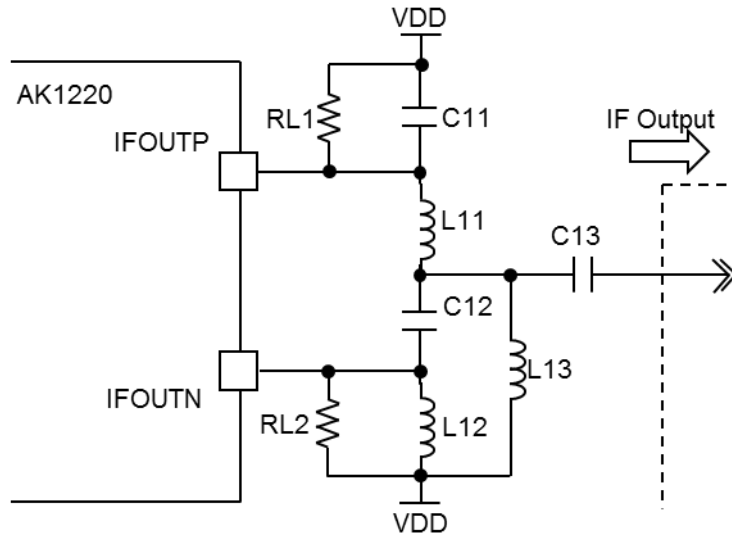 VDD
AK1220
RL1
C11
IF Output
IFOUTP
L11
C13
C12
L13
IFOUTN
RL2
L12
VDD